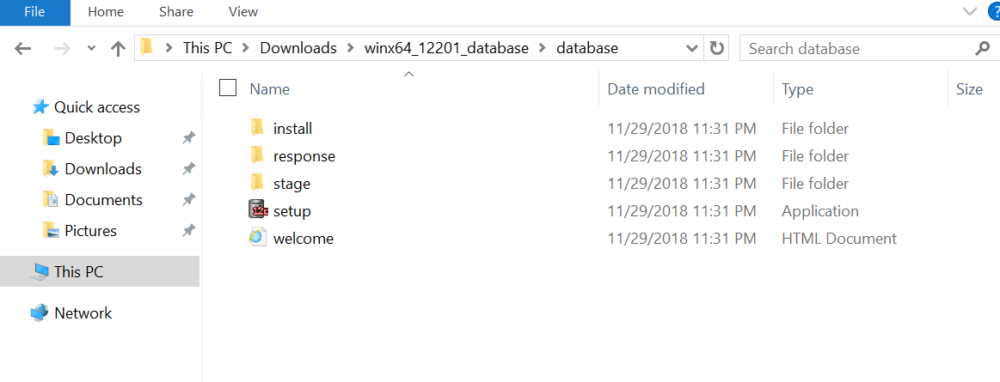 File Home Share View
?
This PC Downloads winx64_12201_database database Search database
Name Date modified Type Size
Quick access
Desktop
Downloads
Documents
Pictures
This PC
Network
install 11/29/2018 11:31 PM File folder
response 11/29/2018 11:31 PM File folder
stage 11/29/2018 11:31 PM File folder
setup 11/29/2018 11:31 PM Application
welcome 11/29/2018 11:31 PM HTML Document